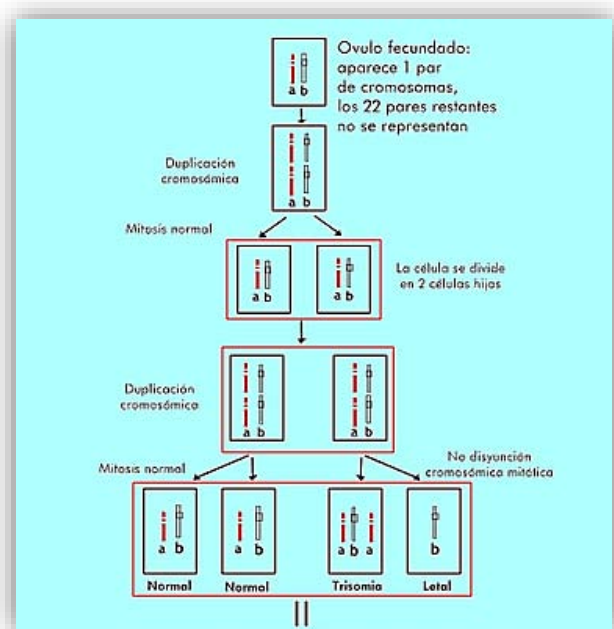 Ovulo fecundado:
aparece 1 par
de cromosomas,
los 22 pares restantes
no se representan
a b
Duplicación
cromosómica
a b
Mitosis normal
a b
a b
La célula se divide
en 2 células hijas
Duplicación
cromosómica
a b
a b
Mitosis normal
No disyunción
cromosómica mitótica
a b
a b
a b a
b
Normal
Normal
Trisomia
Letal